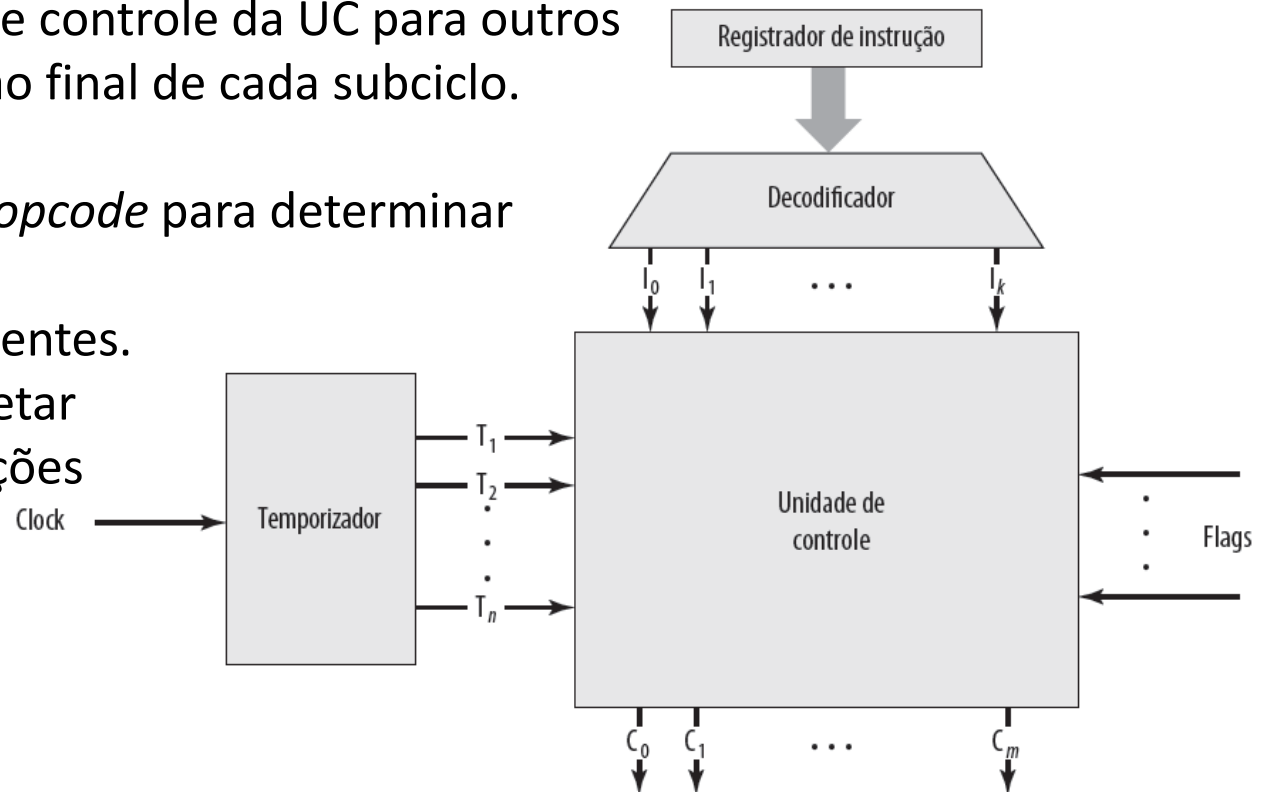 e controle da UC para outros
ao final de cada subciclo.
opcode para determinar
entes.
etar
ções
Registrador de instrução
Decodificador
I0 I1 ... Ik
Clock
Temporizador
T1
T2
Tn
Unidade de
controle
Flags
C0 C1 ... Cm